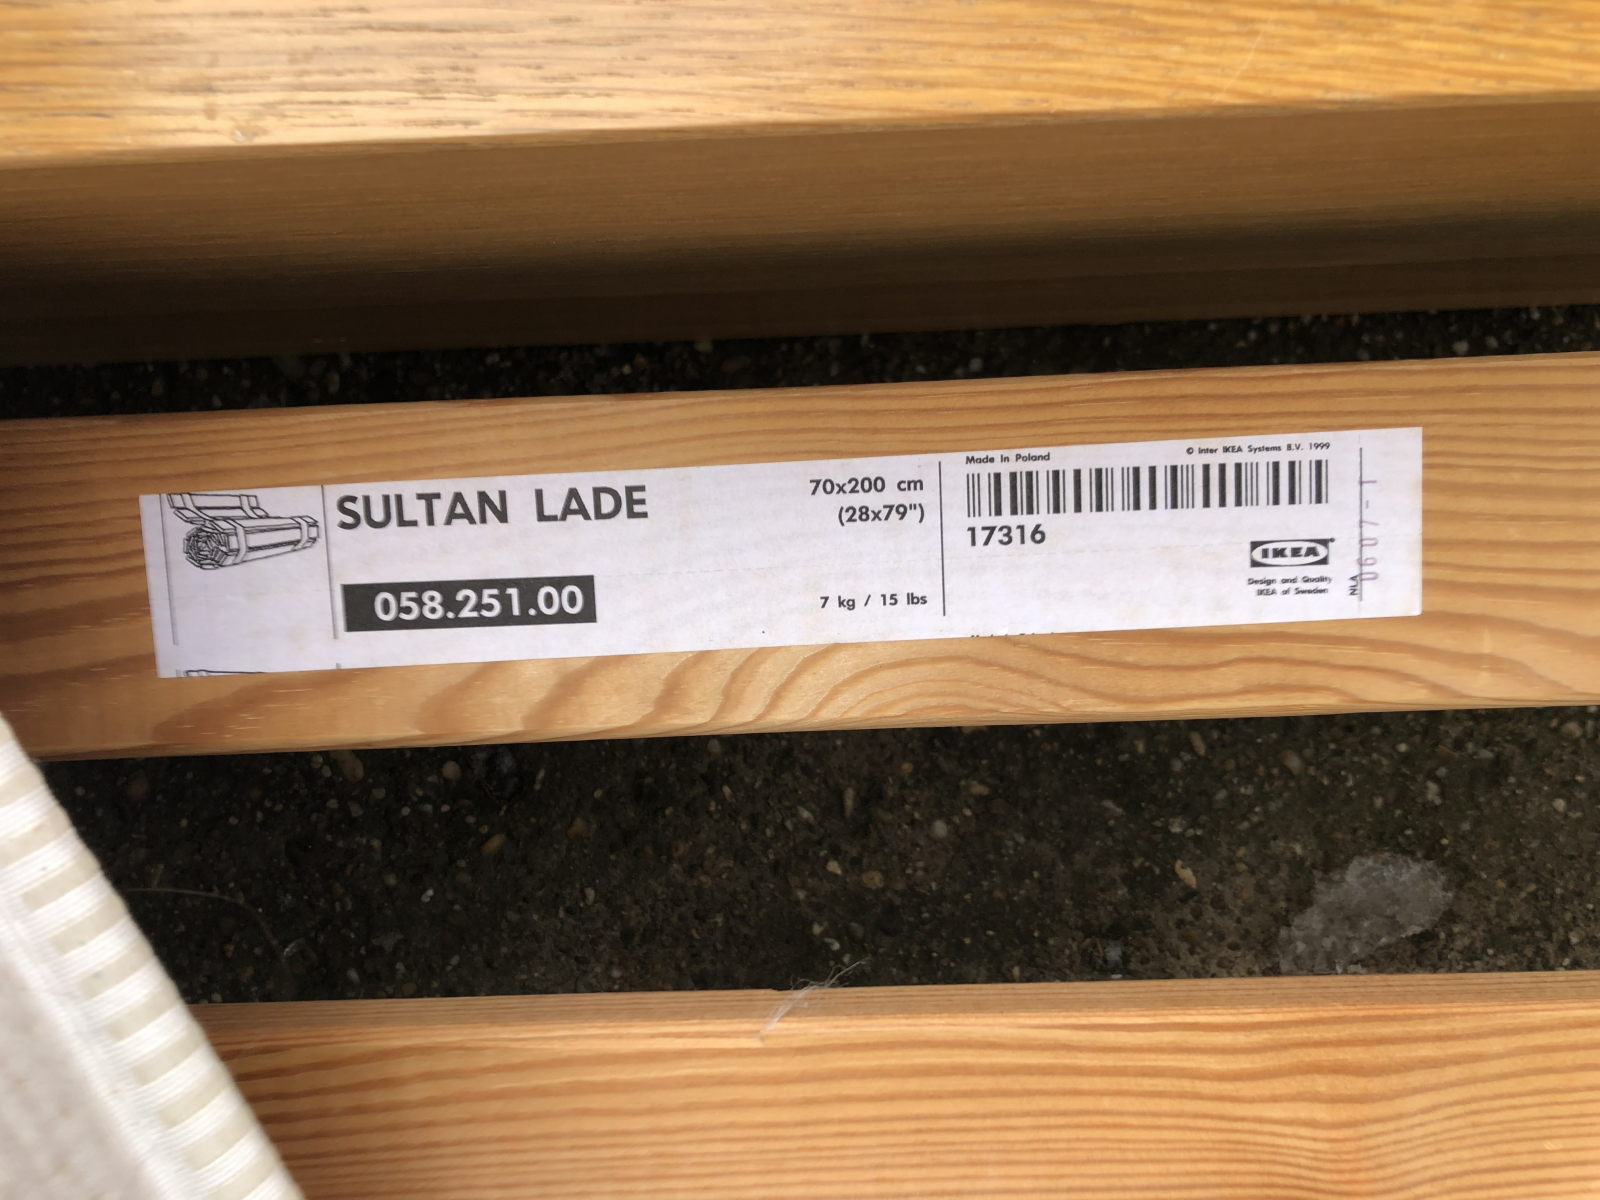 SULTAN LADE
70x200 cm
(28x79")
058.251.00
7 kg / 15 lbs
Made in Poland
© Inter IKEA Systems B.V. 1999
17316
IKEA®
Design and Quality
IKEA of Sweden
NLA
0607-1